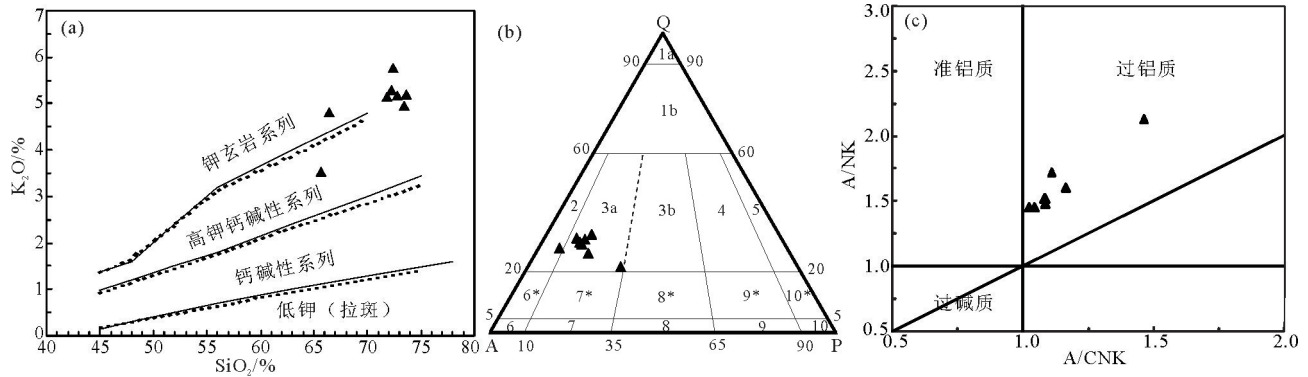 (a)
7
6
5
4
3
2
1
0
K₂O/%
钾玄岩系列
高钾钙碱性系列
钙碱性系列
低钾（拉斑）
40 45 50 55 60 65 70 75 80
SiO₂/%
(b)
Q
1a
90 90
1b
60 60
2 3a 3b 4 5
20 20
6* 7* 8* 9* 10*
5 5
6 7 8 9 10
A 10 35 65 90 P
(c)
3.0
2.5
2.0
1.5
1.0
0.5
A/NK
准铝质 过铝质
过碱质
0.5 1.0 1.5 2.0
A/CNK